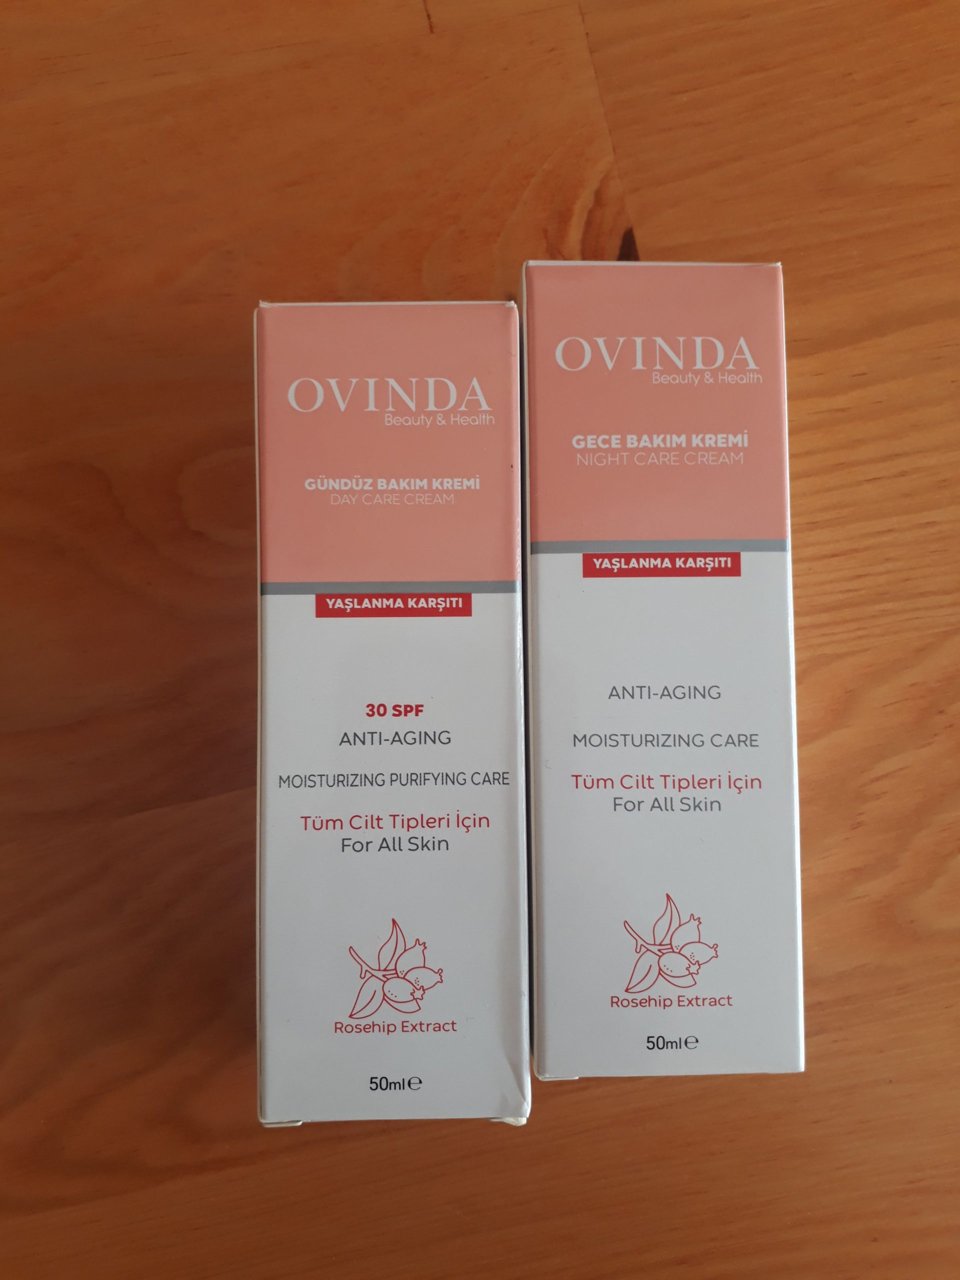 OVINDA
Beauty & Health
GÜNDÜZ BAKIM KREMİ
DAY CARE CREAM
YAŞLANMA KARŞITI
30 SPF
ANTI-AGING
MOISTURIZING PURIFYING CARE
Tüm Cilt Tipleri İçin
For All Skin
Rosehip Extract
50ml℮
OVINDA
Beauty & Health
GECE BAKIM KREMİ
NIGHT CARE CREAM
YAŞLANMA KARŞITI
ANTI-AGING
MOISTURIZING CARE
Tüm Cilt Tipleri İçin
For All Skin
Rosehip Extract
50ml℮